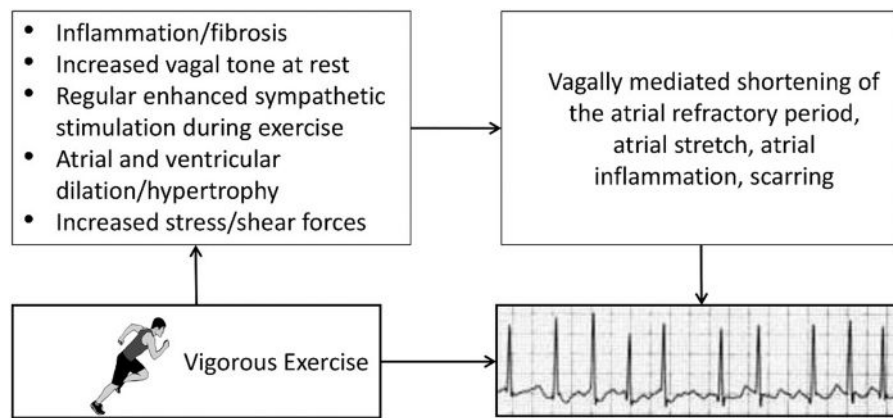 • Inflammation/fibrosis
• Increased vagal tone at rest
• Regular enhanced sympathetic
stimulation during exercise
• Atrial and ventricular
dilation/hypertrophy
• Increased stress/shear forces
Vagally mediated shortening of
the atrial refractory period,
atrial stretch, atrial
inflammation, scarring
Vigorous Exercise